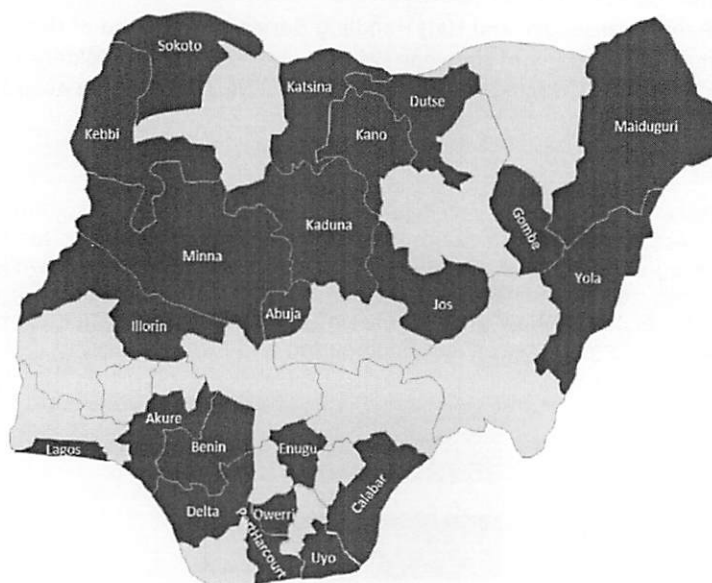 Sokoto
Katsina
Dutse
Kebbi
Kano
Maiduguri
Kaduna
Gombe
Minna
Yola
Abuja
Jos
Illorin
Akure
Benin
Enugu
Lagos
Calabar
Delta
Owerri
PortHarcourt
Uyo